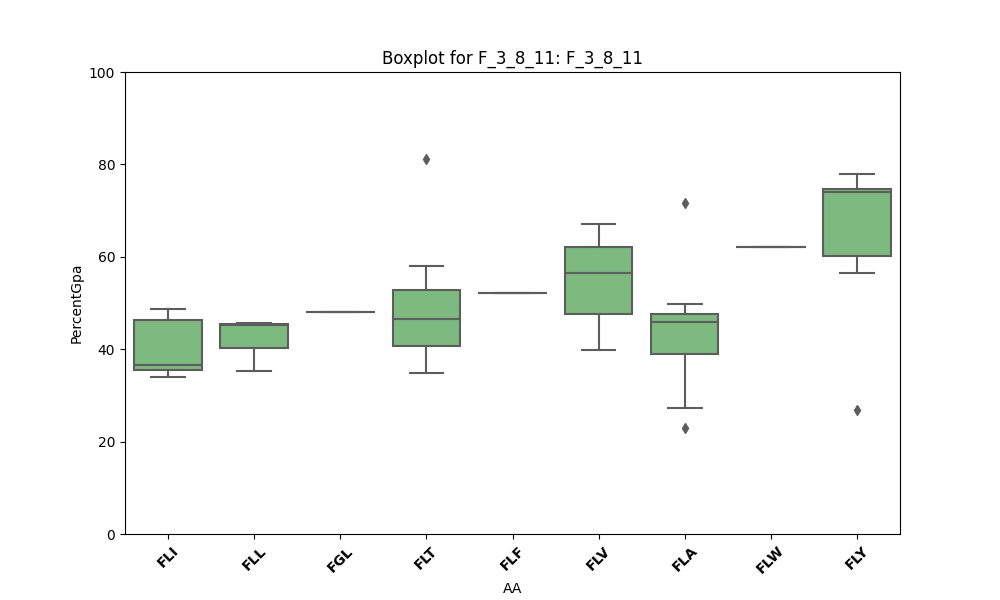 Boxplot for F_3_8_11: F_3_8_11
100
80
60
40
20
0
PercentGpa
FLI
FLL
FGL
FLT
FLF
FLV
FLA
FLW
FLY
AA